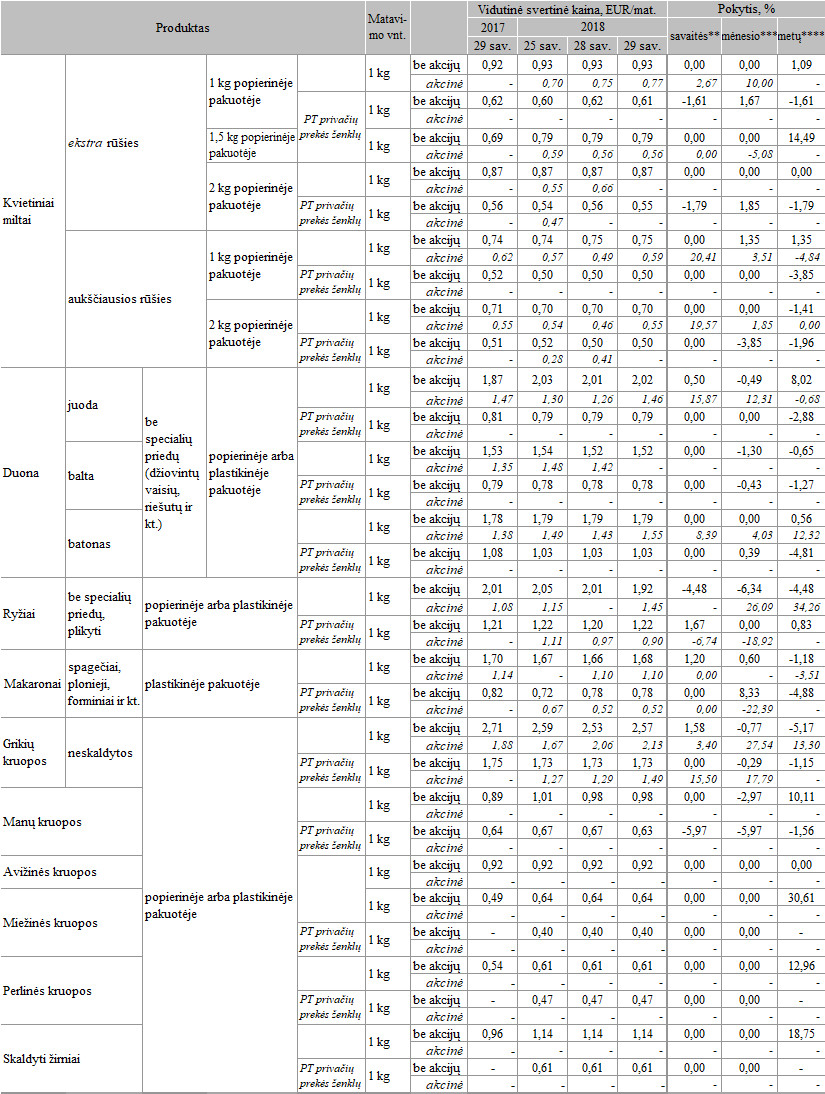 Produktas Matavimo vnt. Vidutinė svertinė kaina, EUR/mat. Pokytis, %
2017 2018 savaitės** mėnesio*** metų****
29 sav. 25 sav. 28 sav. 29 sav.
Kvietiniai miltai ekstra rūšies 1 kg popierinėje pakuotėje 1 kg be akcijų 0,92 0,93 0,93 0,93 0,00 0,00 1,09
akcinė - 0,70 0,75 0,77 2,67 10,00 -
PT privačių prekės ženklų 1 kg be akcijų 0,62 0,60 0,62 0,61 -1,61 1,67 -1,61
akcinė - - - - - - -
1,5 kg popierinėje pakuotėje 1 kg be akcijų 0,69 0,79 0,79 0,79 0,00 0,00 14,49
akcinė - 0,59 0,56 0,56 0,00 -5,08 -
2 kg popierinėje pakuotėje 1 kg be akcijų 0,87 0,87 0,87 0,87 0,00 0,00 0,00
akcinė - 0,55 0,66 - - - -
PT privačių prekės ženklų 1 kg be akcijų 0,56 0,54 0,56 0,55 -1,79 1,85 -1,79
akcinė - 0,47 - - - - -
aukščiausios rūšies 1 kg popierinėje pakuotėje 1 kg be akcijų 0,74 0,74 0,75 0,75 0,00 1,35 1,35
akcinė 0,62 0,57 0,49 0,59 20,41 3,51 -4,84
PT privačių prekės ženklų 1 kg be akcijų 0,52 0,50 0,50 0,50 0,00 0,00 -3,85
akcinė - - - - - - -
2 kg popierinėje pakuotėje 1 kg be akcijų 0,71 0,70 0,70 0,70 0,00 0,00 -1,41
akcinė 0,55 0,54 0,46 0,55 19,57 1,85 0,00
PT privačių prekės ženklų 1 kg be akcijų 0,51 0,52 0,50 0,50 0,00 -3,85 -1,96
akcinė - 0,28 0,41 - - - -
Duona juoda be specialių priedų (džiovintų vaisių, riešutų ir kt.) popierinėje arba plastikinėje pakuotėje 1 kg be akcijų 1,87 2,03 2,01 2,02 0,50 -0,49 8,02
akcinė 1,47 1,30 1,26 1,46 15,87 12,31 -0,68
PT privačių prekės ženklų 1 kg be akcijų 0,81 0,79 0,79 0,79 0,00 0,00 -2,88
akcinė - - - - - - -
balta 1 kg be akcijų 1,53 1,54 1,52 1,52 0,00 -1,30 -0,65
akcinė 1,35 1,48 1,42 - - - -
PT privačių prekės ženklų 1 kg be akcijų 0,79 0,78 0,78 0,78 0,00 -0,43 -1,27
akcinė - - - - - - -
batonas 1 kg be akcijų 1,78 1,79 1,79 1,79 0,00 0,00 0,56
akcinė 1,38 1,49 1,43 1,55 8,39 4,03 12,32
PT privačių prekės ženklų 1 kg be akcijų 1,08 1,03 1,03 1,03 0,00 0,39 -4,81
akcinė - - - - - - -
Ryžiai be specialių priedų, plikyti popierinėje arba plastikinėje pakuotėje 1 kg be akcijų 2,01 2,05 2,01 1,92 -4,48 -6,34 -4,48
akcinė 1,08 1,15 - 1,45 - 26,09 34,26
PT privačių prekės ženklų 1 kg be akcijų 1,21 1,22 1,20 1,22 1,67 0,00 0,83
akcinė - 1,11 0,97 0,90 -6,74 -18,92 -
Makaronai spagečiai, plonieji, forminiai ir kt. plastikinėje pakuotėje 1 kg be akcijų 1,70 1,67 1,66 1,68 1,20 0,60 -1,18
akcinė 1,14 - 1,10 1,10 0,00 - -3,51
PT privačių prekės ženklų 1 kg be akcijų 0,82 0,72 0,78 0,78 0,00 8,33 -4,88
akcinė - 0,67 0,52 0,52 0,00 -22,39 -
Grikių kruopos neskaldytos popierinėje arba plastikinėje pakuotėje 1 kg be akcijų 2,71 2,59 2,53 2,57 1,58 -0,77 -5,17
akcinė 1,88 1,67 2,06 2,13 3,40 27,54 13,30
PT privačių prekės ženklų 1 kg be akcijų 1,75 1,73 1,73 1,73 0,00 -0,29 -1,15
akcinė - 1,27 1,29 1,49 15,50 17,79 -
Manų kruopos 1 kg be akcijų 0,89 1,01 0,98 0,98 0,00 -2,97 10,11
akcinė - - - - - - -
PT privačių prekės ženklų 1 kg be akcijų 0,64 0,67 0,67 0,63 -5,97 -5,97 -1,56
akcinė - - - - - - -
Avižinės kruopos 1 kg be akcijų 0,92 0,92 0,92 0,92 0,00 0,00 0,00
akcinė - - - - - - -
Miežinės kruopos 1 kg be akcijų 0,49 0,64 0,64 0,64 0,00 0,00 30,61
akcinė - - - - - - -
PT privačių prekės ženklų 1 kg be akcijų - 0,40 0,40 0,40 0,00 0,00 -
akcinė - - - - - - -
Perlinės kruopos 1 kg be akcijų 0,54 0,61 0,61 0,61 0,00 0,00 12,96
akcinė - - - - - - -
PT privačių prekės ženklų 1 kg be akcijų - 0,47 0,47 0,47 0,00 0,00 -
akcinė - - - - - - -
Skaldyti žirniai 1 kg be akcijų 0,96 1,14 1,14 1,14 0,00 0,00 18,75
akcinė - - - - - - -
PT privačių prekės ženklų 1 kg be akcijų - 0,61 0,61 0,61 0,00 0,00 -
akcinė - - - - - - -